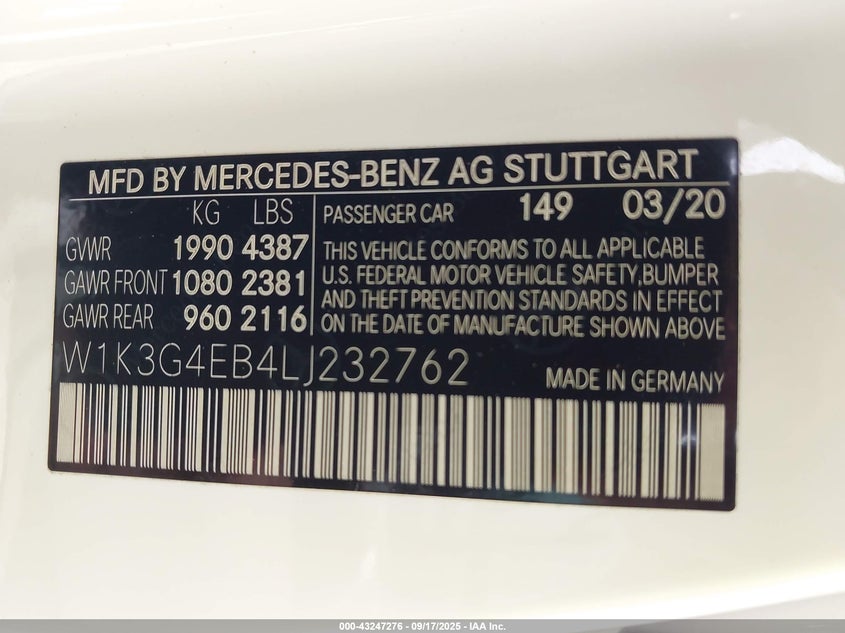 MFD BY MERCEDES-BENZ AG STUTTGART
KG LBS
GVWR 1990 4387
GAWR FRONT 1080 2381
GAWR REAR 960 2116
PASSENGER CAR 149 03/20
THIS VEHICLE CONFORMS TO ALL APPLICABLE
U.S. FEDERAL MOTOR VEHICLE SAFETY,BUMPER
AND THEFT PREVENTION STANDARDS IN EFFECT
ON THE DATE OF MANUFACTURE SHOWN ABOVE
W1K3G4EB4LJ232762
MADE IN GERMANY
000-43247276 - 09/17/2025 - IAA Inc.